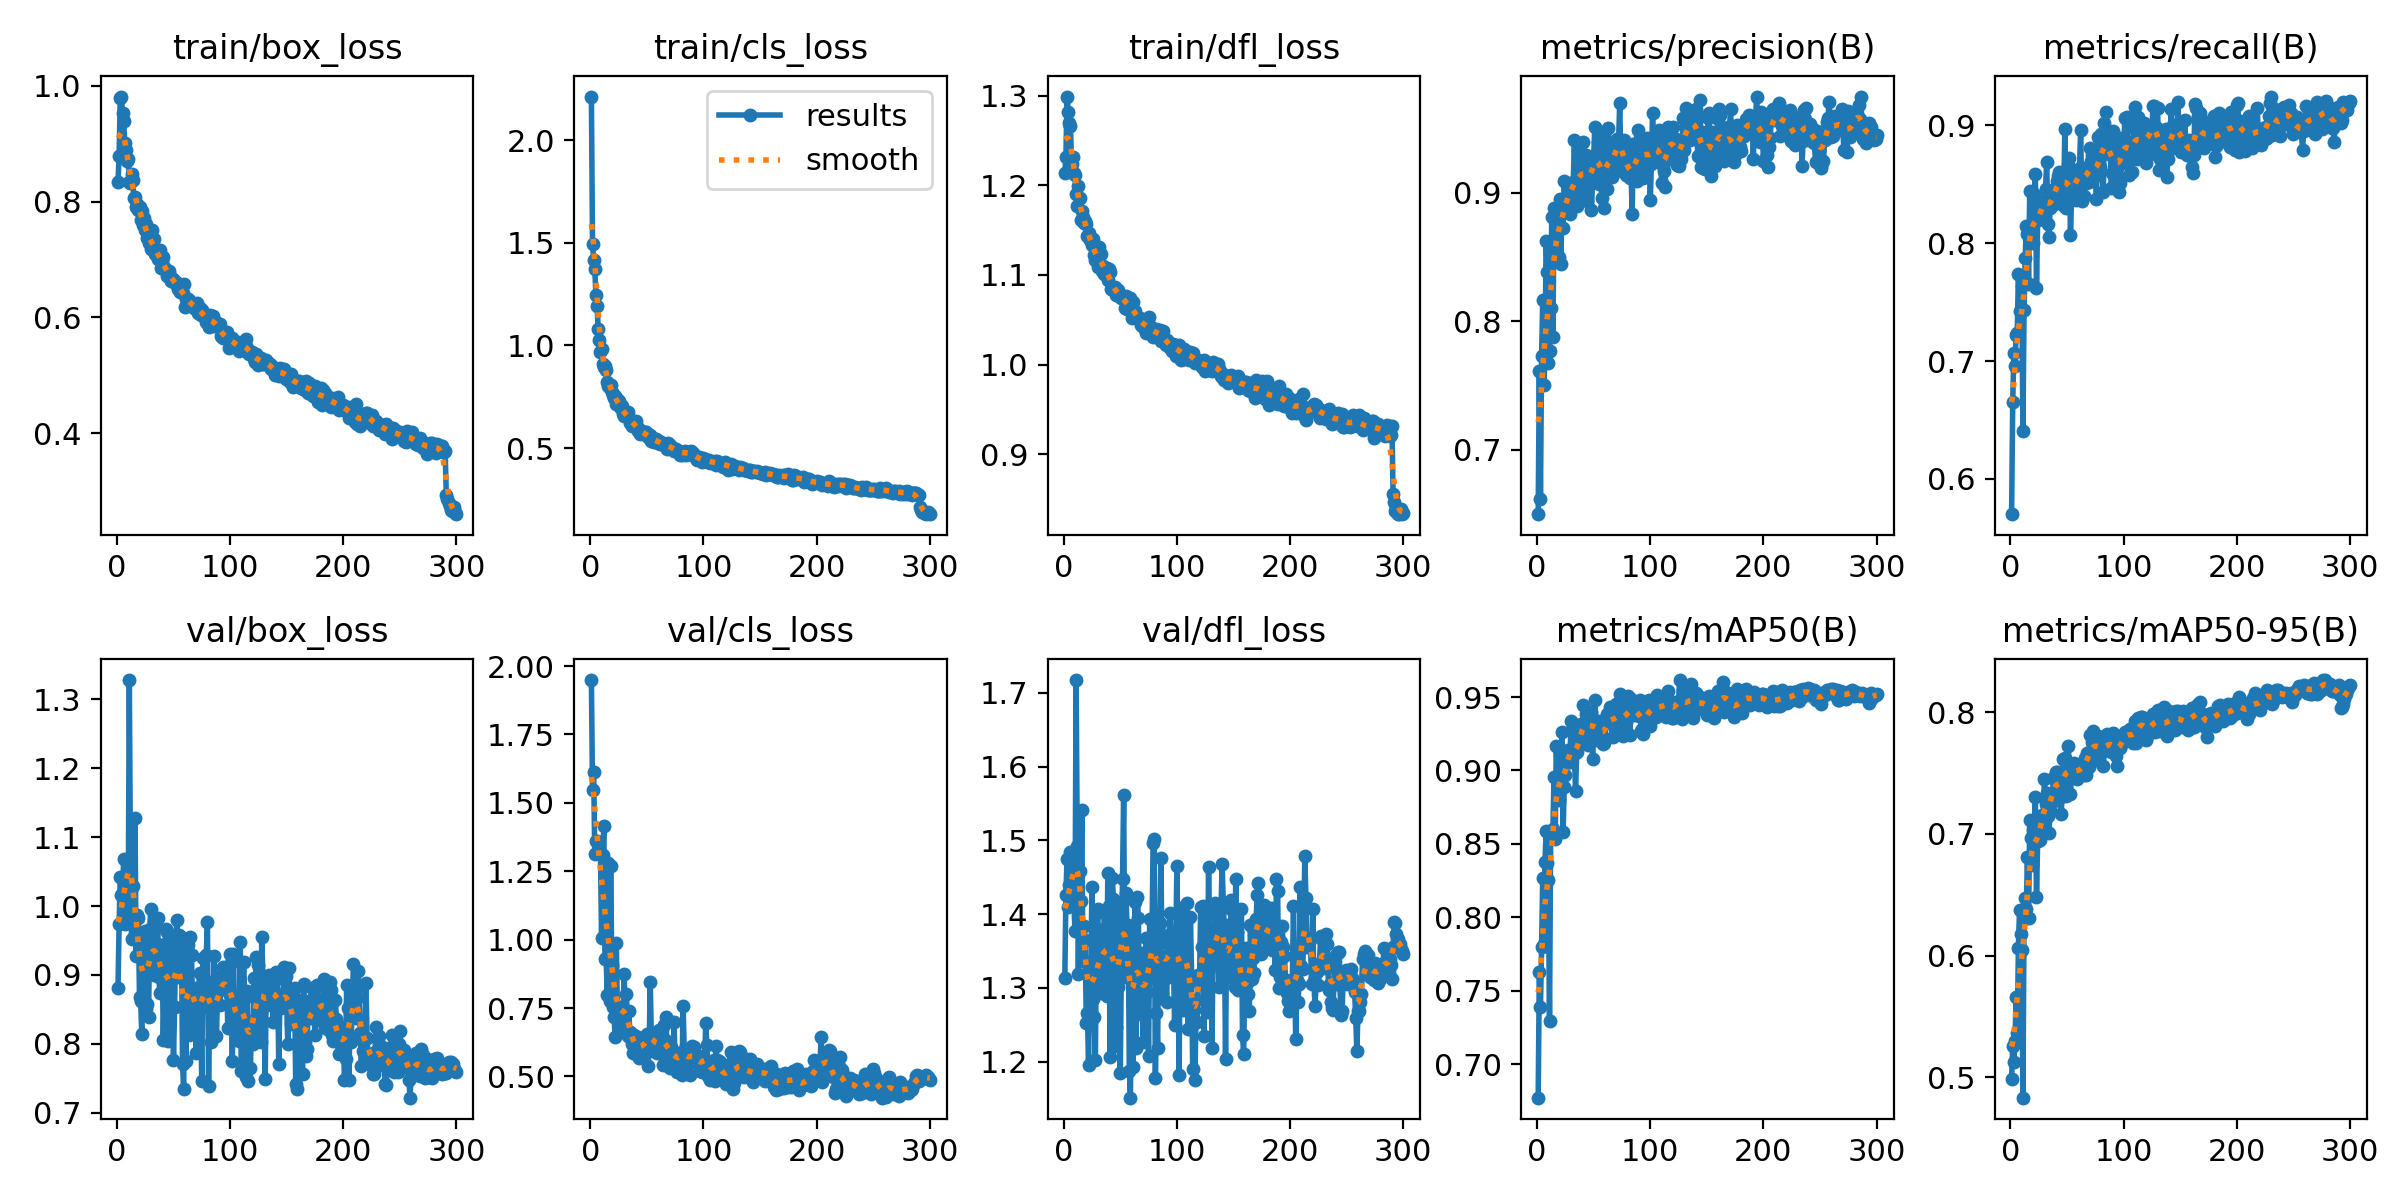 train/box_loss
1.0
0.8
0.6
0.4
0 100 200 300
train/cls_loss
results
smooth
2.0
1.5
1.0
0.5
0 100 200 300
train/dfl_loss
1.3
1.2
1.1
1.0
0.9
0 100 200 300
metrics/precision(B)
0.9
0.8
0.7
0 100 200 300
metrics/recall(B)
0.9
0.8
0.7
0.6
0 100 200 300
val/box_loss
1.3
1.2
1.1
1.0
0.9
0.8
0.7
0 100 200 300
val/cls_loss
2.00
1.75
1.50
1.25
1.00
0.75
0.50
0 100 200 300
val/dfl_loss
1.7
1.6
1.5
1.4
1.3
1.2
0 100 200 300
metrics/mAP50(B)
0.95
0.90
0.85
0.80
0.75
0.70
0 100 200 300
metrics/mAP50-95(B)
0.8
0.7
0.6
0.5
0 100 200 300